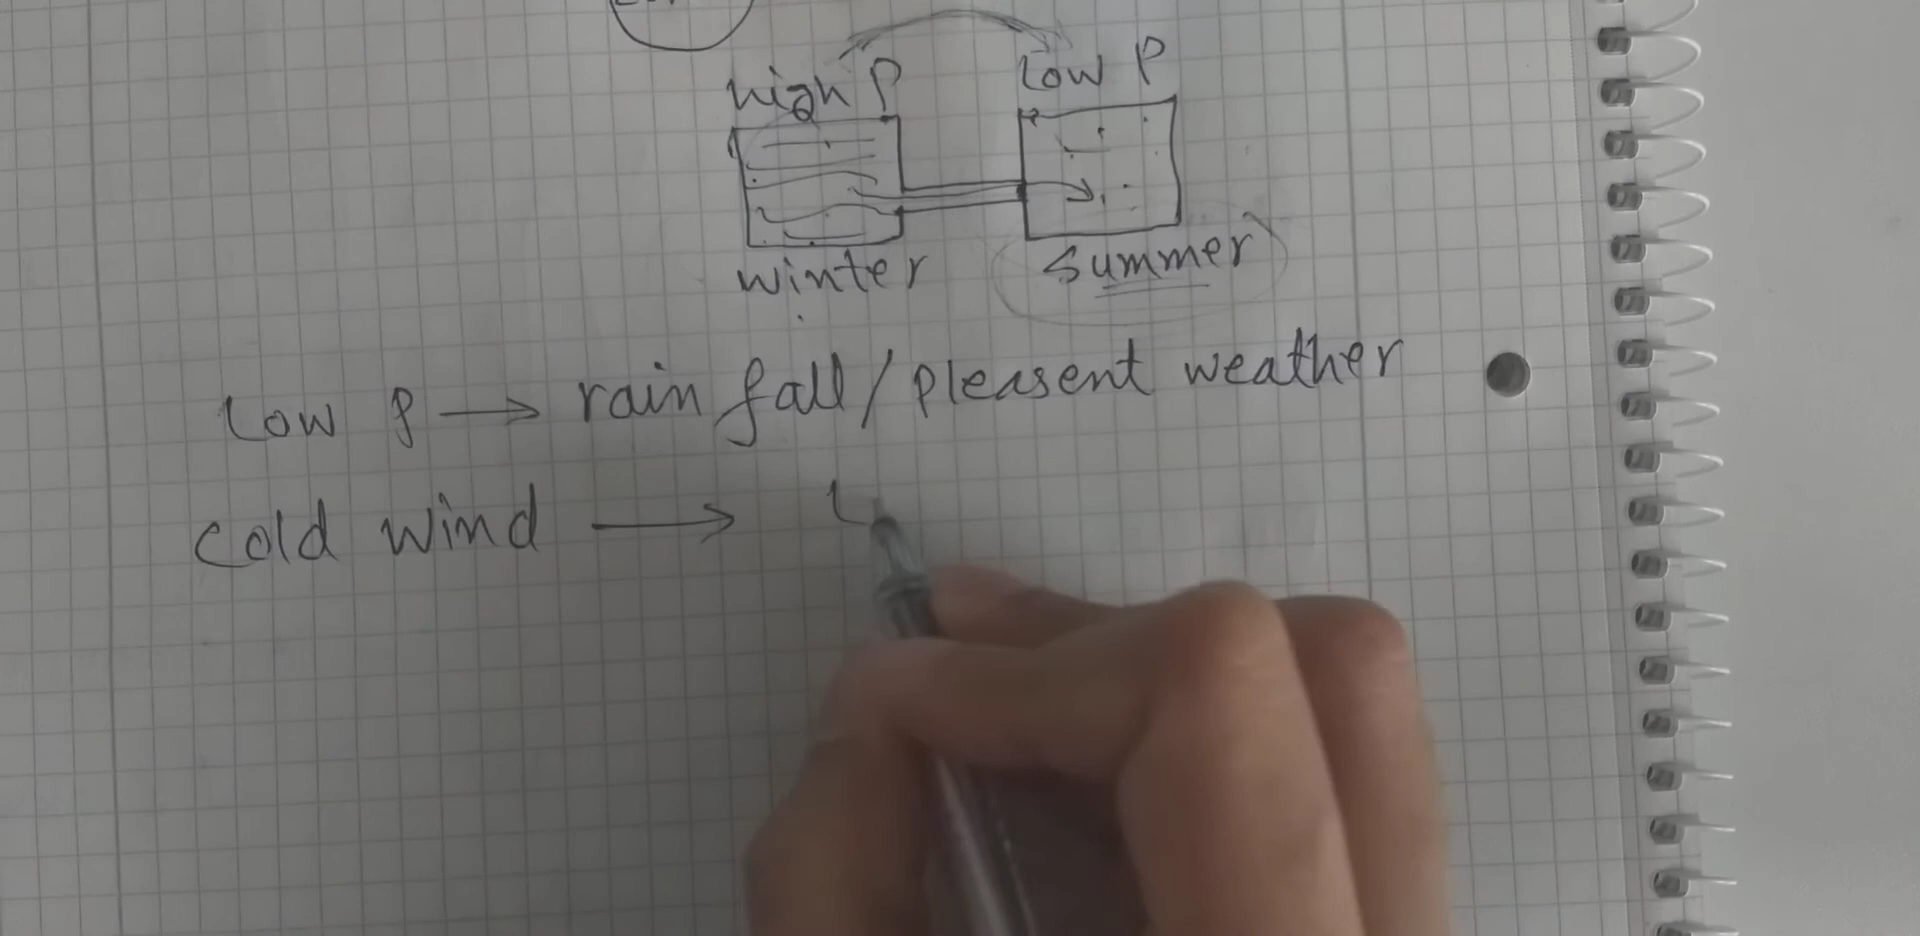 high P low P
winter summer
Low P → rain fall/pleasent weather
cold wind →